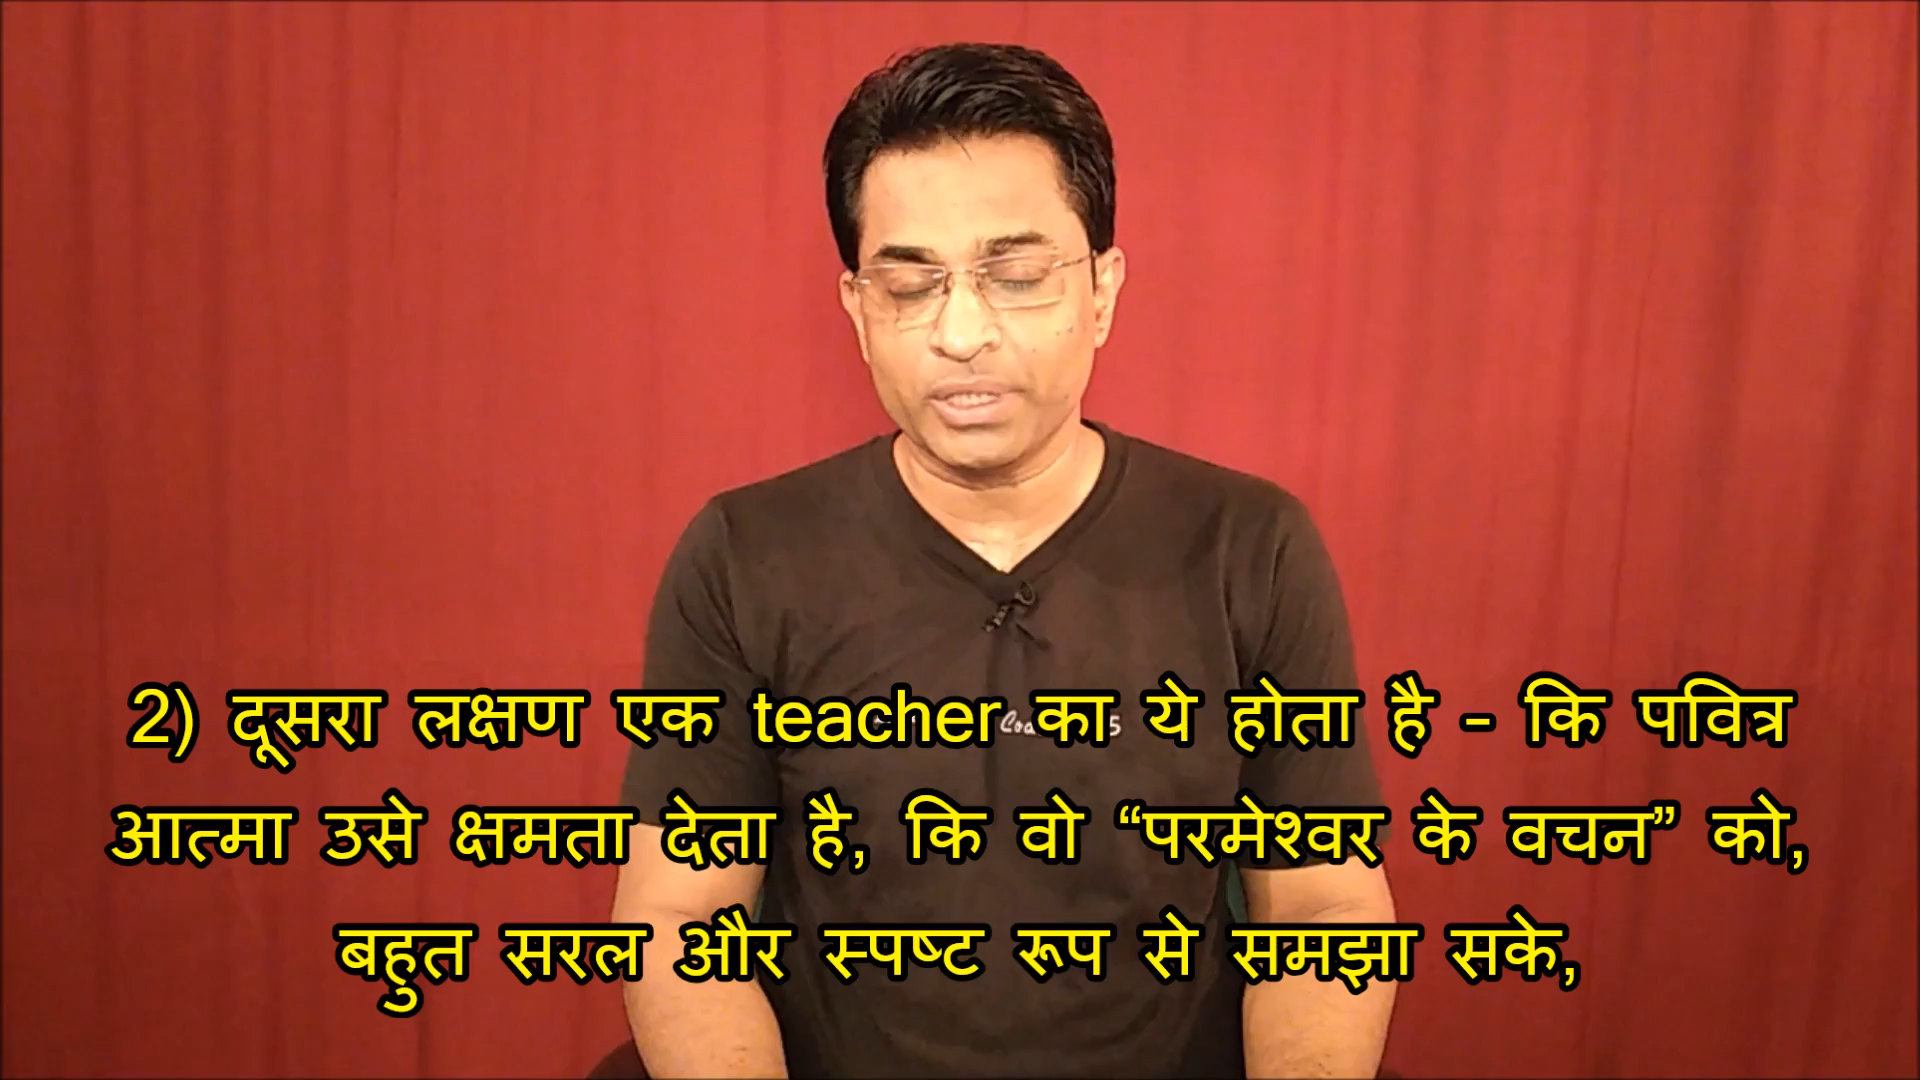 2) दूसरा लक्षण एक teacher का ये होता है - कि पवित्र
आत्मा उसे क्षमता देता है, कि वो “परमेश्वर के वचन” को,
बहुत सरल और स्पष्ट रूप से समझा सके,